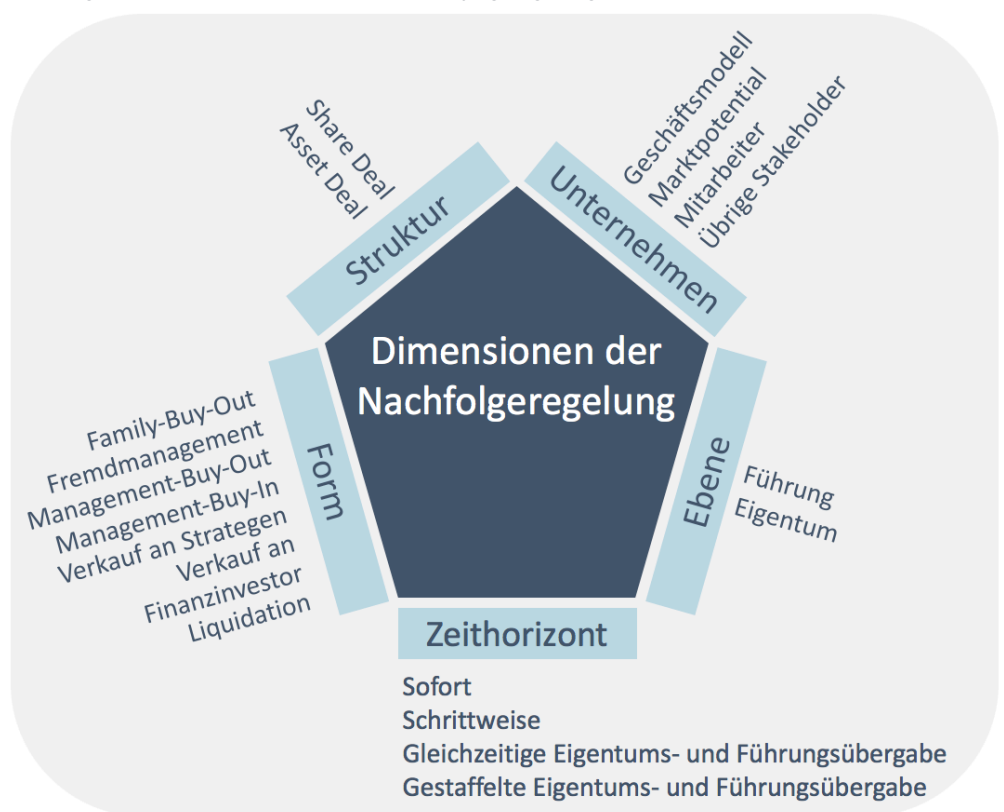 Share Deal
Asset Deal
Struktur
Geschäftsmodell
Marktpotential
Mitarbeiter
Übrige Stakeholder
Unternehmen
Dimensionen der
Nachfolgeregelung
Family-Buy-Out
Fremdmanagement
Management-Buy-Out
Management-Buy-In
Verkauf an Strategen
Verkauf an
Finanzinvestor
Liquidation
Form
Ebene
Führung
Eigentum
Zeithorizont
Sofort
Schrittweise
Gleichzeitige Eigentums- und Führungsübergabe
Gestaffelte Eigentums- und Führungsübergabe